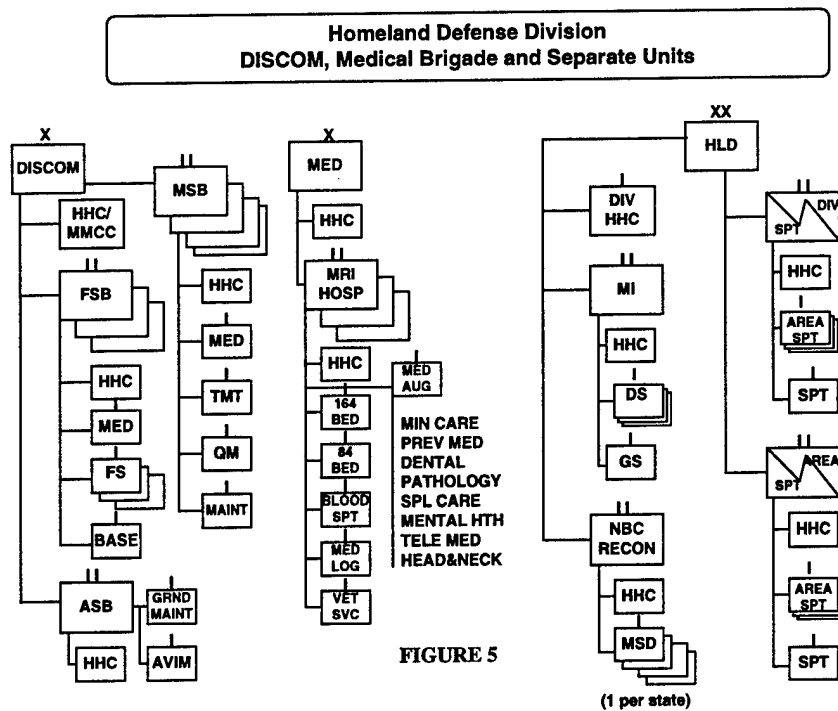 Homeland Defense Division
DISCOM, Medical Brigade and Separate Units
X
DISCOM
HHC/
MMCC
II
FSB
HHC
I
MED
I
FS
I
BASE
II
ASB
HHC
I
GRND
MAINT
I
AVIM
II
MSB
HHC
I
MED
I
TMT
I
QM
I
MAINT
X
MED
HHC
II
MRI
HOSP
HHC
I
MED
AUG
I
164
BED
I
84
BED
I
BLOOD
SPT
I
MED
LOG
I
VET
SVC
MIN CARE
PREV MED
DENTAL
PATHOLOGY
SPL CARE
MENTAL HTH
TELE MED
HEAD&NECK
XX
HLD
I
DIV
HHC
II
MI
HHC
I
DS
I
GS
II
NBC
RECON
HHC
I
MSD
(1 per state)
II
SPT DIV
HHC
I
AREA
SPT
I
SPT
II
SPT AREA
HHC
I
AREA
SPT
I
SPT
FIGURE 5